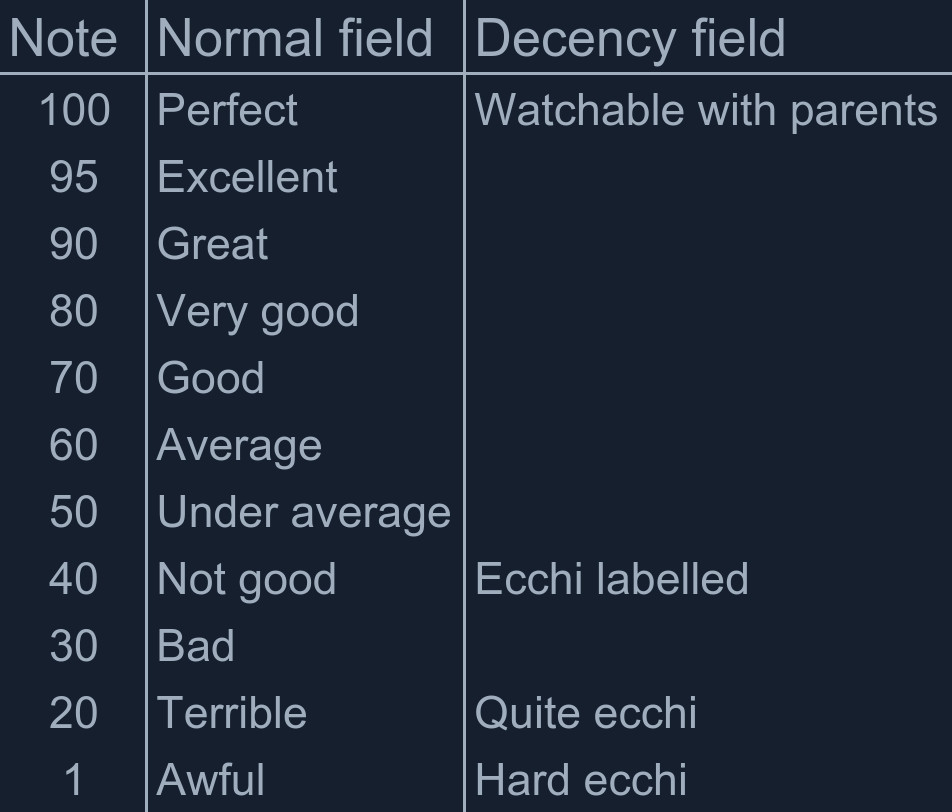 Note Normal field Decency field
100 Perfect Watchable with parents
95 Excellent
90 Great
80 Very good
70 Good
60 Average
50 Under average
40 Not good Ecchi labelled
30 Bad
20 Terrible Quite ecchi
1 Awful Hard ecchi